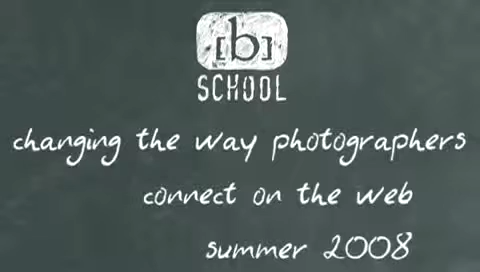 [b]
SCHOOL
changing the way photographers
connect on the web
summer 2008